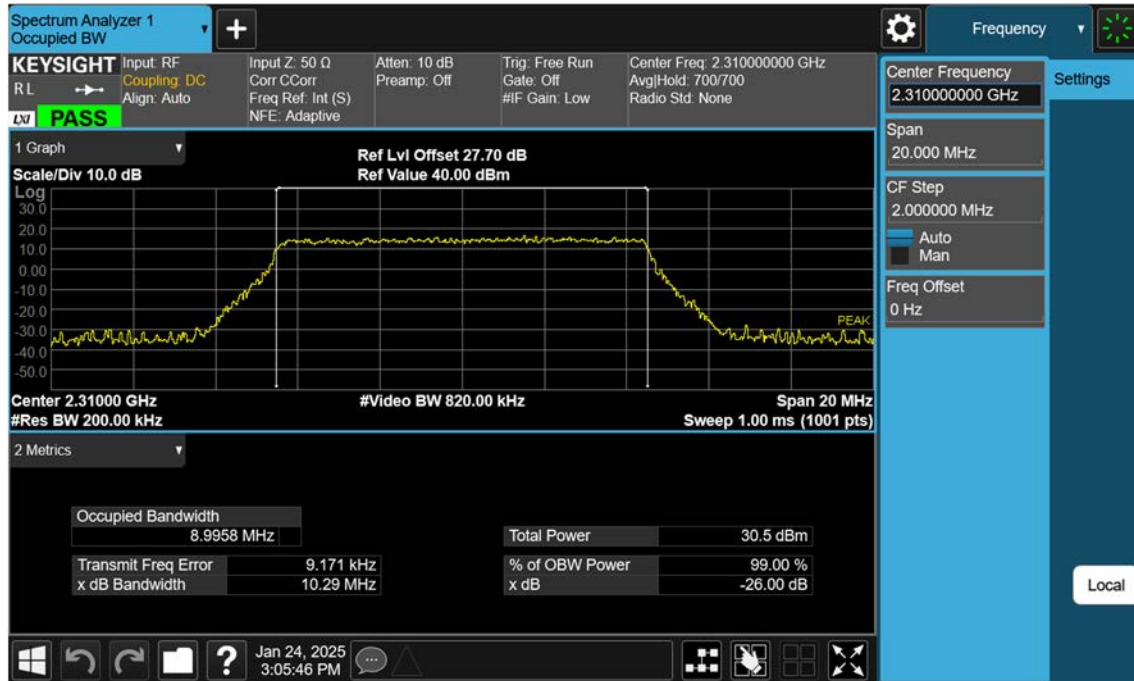 Spectrum Analyzer 1
Occupied BW
+
Frequency
KEYSIGHT
RL
LXI PASS
Input: RF
Coupling: DC
Align: Auto
Input Z: 50 Ω
Corr CCorr
Freq Ref: Int (S)
NFE: Adaptive
Atten: 10 dB
Preamp: Off
Trig: Free Run
Gate: Off
#IF Gain: Low
Center Freq: 2.310000000 GHz
Avg|Hold: 700/700
Radio Std: None
Center Frequency
2.310000000 GHz
Settings
Span
20.000 MHz
CF Step
2.000000 MHz
Auto
Man
Freq Offset
0 Hz
Local
1 Graph
Scale/Div 10.0 dB
Ref Lvl Offset 27.70 dB
Ref Value 40.00 dBm
Log
30.0
20.0
10.0
0.00
-10.0
-20.0
-30.0
-40.0
-50.0
PEAK
Center 2.31000 GHz
#Video BW 820.00 kHz
Span 20 MHz
#Res BW 200.00 kHz
Sweep 1.00 ms (1001 pts)
2 Metrics
Occupied Bandwidth
8.9958 MHz
Total Power 30.5 dBm
Transmit Freq Error 9.171 kHz
% of OBW Power 99.00 %
x dB Bandwidth 10.29 MHz
x dB -26.00 dB
?
Jan 24, 2025
3:05:46 PM